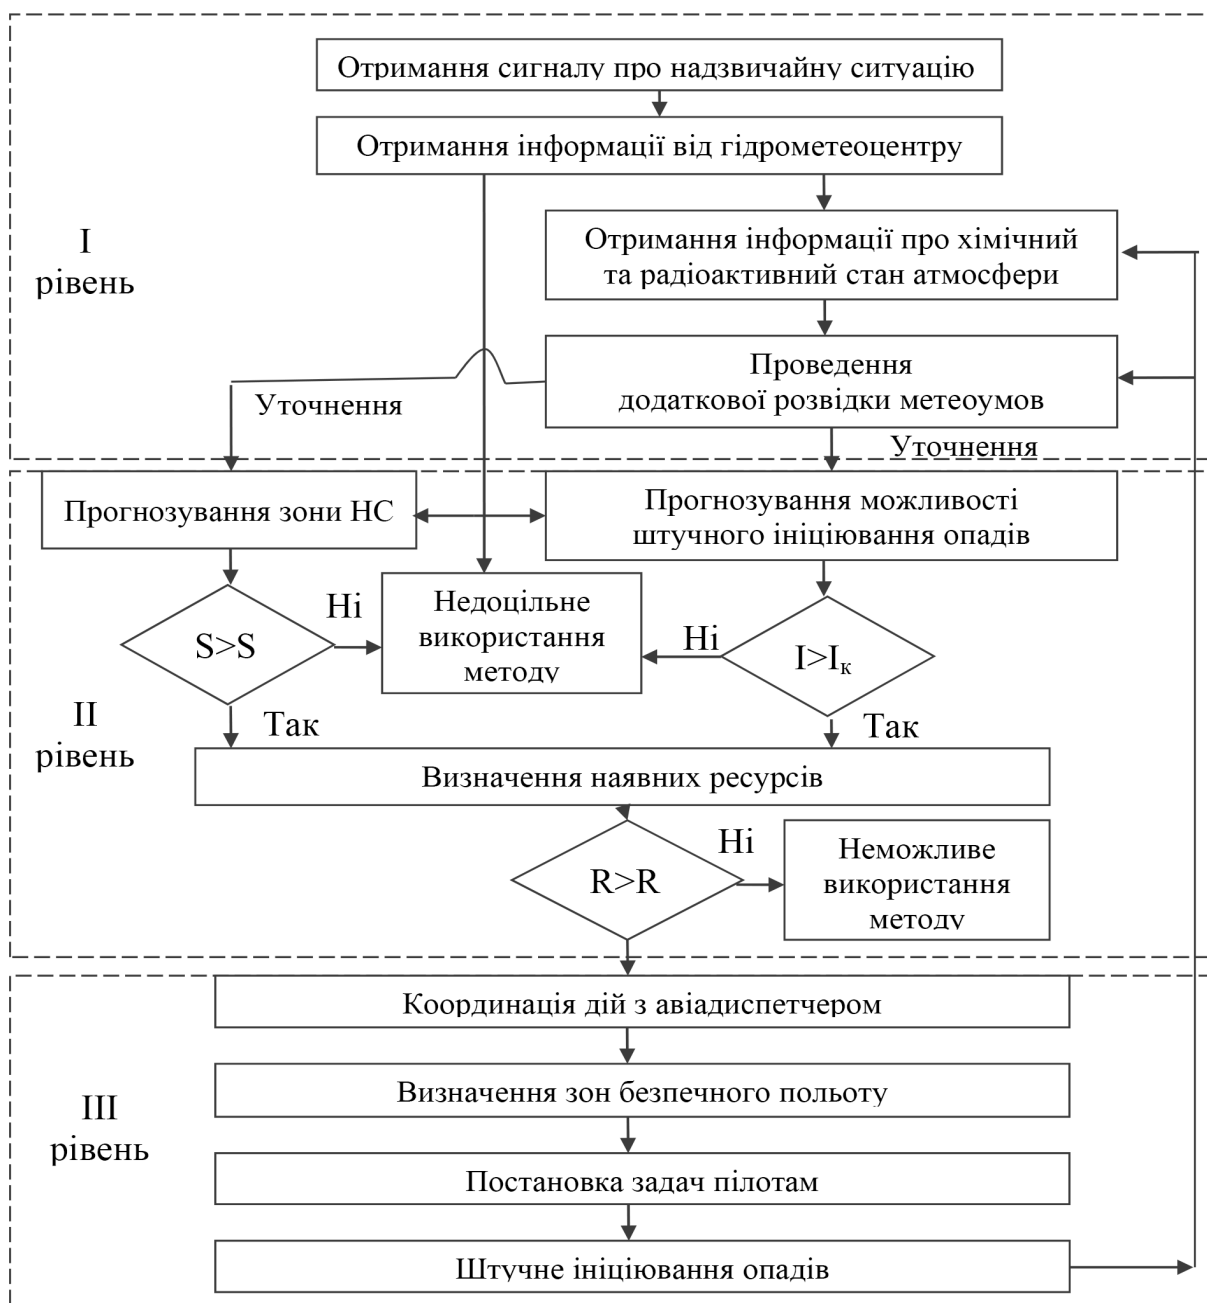 Отримання сигналу про надзвичайну ситуацію
Отримання інформації від гідрометеоцентру
І
рівень
Отримання інформації про хімічний
та радіоактивний стан атмосфери
Проведення
додаткової розвідки метеоумов
Уточнення
Уточнення
Прогнозування зони НС
Прогнозування можливості
штучного ініціювання опадів
S>S
Ні
Недоцільне
використання
методу
Ні
I>Iк
ІІ
рівень
Так
Так
Визначення наявних ресурсів
R>R
Ні
Неможливе
використання
методу
ІІІ
рівень
Координація дій з авіадиспетчером
Визначення зон безпечного польоту
Постановка задач пілотам
Штучне ініціювання опадів